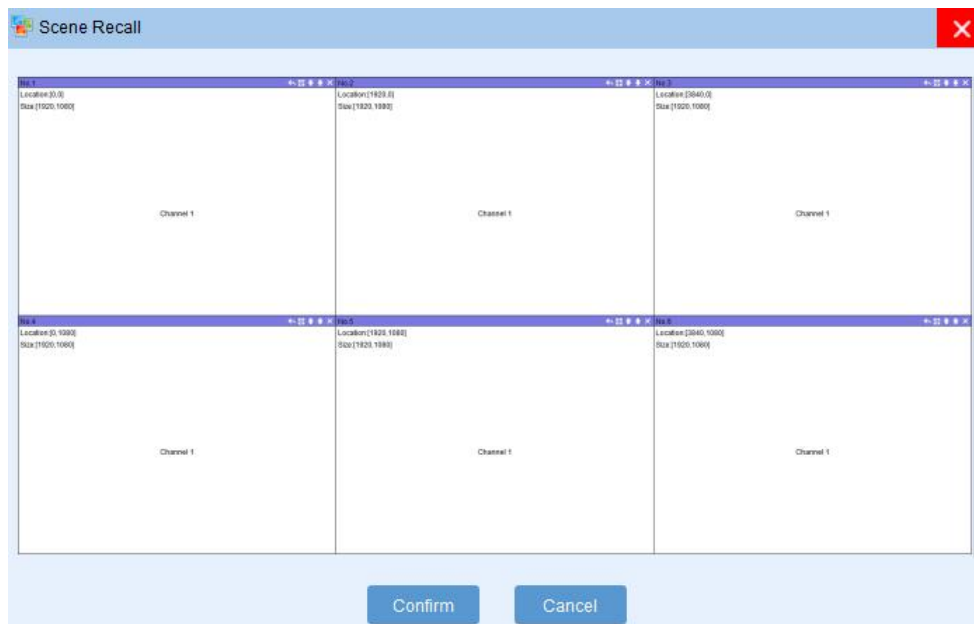 Scene Recall
No.1
Location:[0,0]
Size:[1920,1080]
Channel 1
No.2
Location:[1920,0]
Size:[1920,1080]
Channel 1
No.3
Location:[3840,0]
Size:[1920,1080]
Channel 1
No.4
Location:[0,1080]
Size:[1920,1080]
Channel 1
No.5
Location:[1920,1080]
Size:[1920,1080]
Channel 1
No.6
Location:[3840,1080]
Size:[1920,1080]
Channel 1
Confirm
Cancel